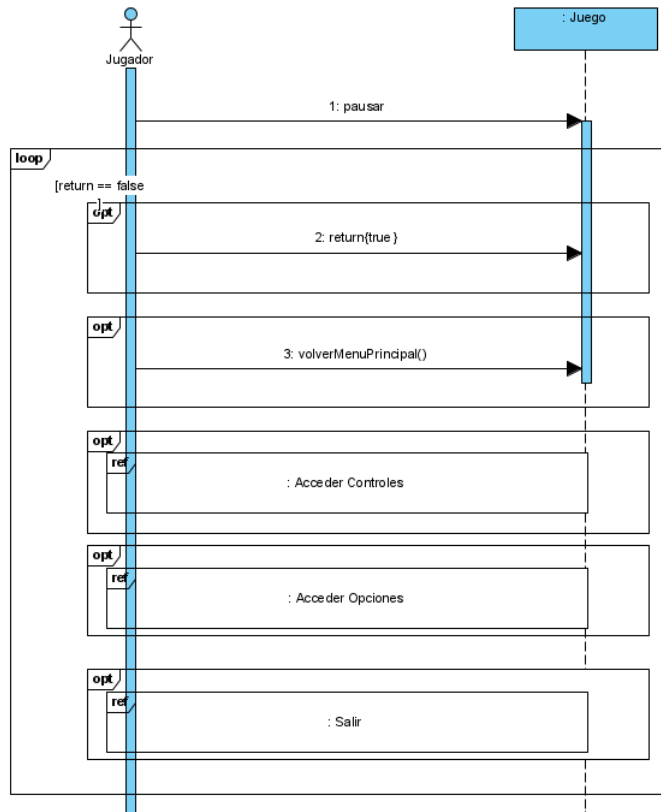 : Juego
Jugador
1: pausar
loop
[return == false
]
opt
2: return{true}
opt
3: volverMenuPrincipal()
opt
ref
: Acceder Controles
opt
ref
: Acceder Opciones
opt
ref
: Salir